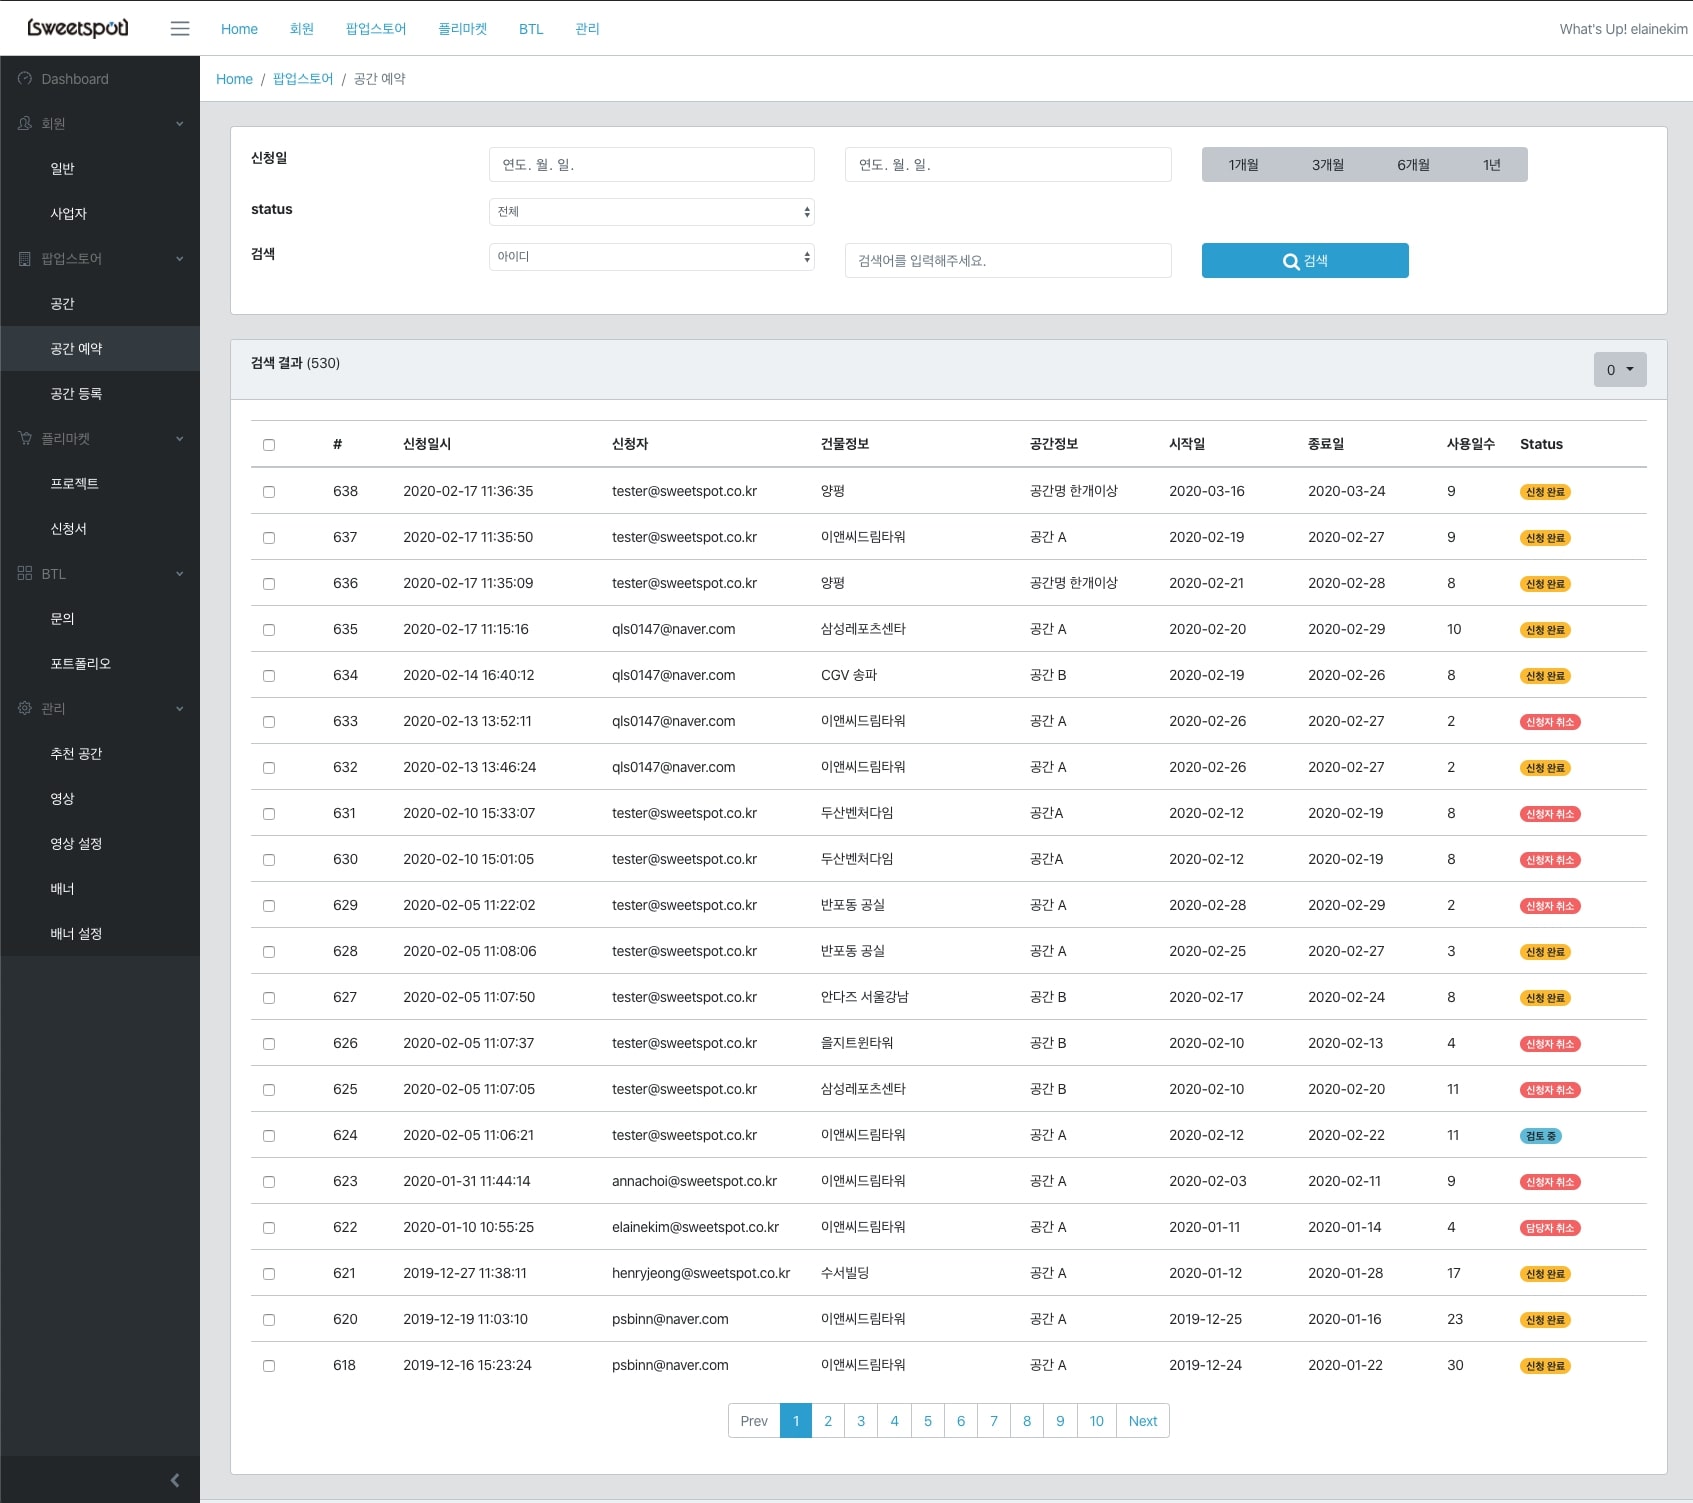 sweetspot
Home 회원 팝업스토어 플리마켓 BTL 관리
What's Up! elainekim
Dashboard
회원
일반
사업자
팝업스토어
공간
공간 예약
공간 등록
플리마켓
프로젝트
신청서
BTL
문의
포트폴리오
관리
추천 공간
영상
영상 설정
배너
배너 설정
Home / 팝업스토어 / 공간 예약
신청일 연도. 월. 일. 연도. 월. 일. 1개월 3개월 6개월 1년
status 전체
검색 아이디 검색어를 입력해주세요. 검색
검색 결과 (530) 0
# 신청일시 신청자 건물정보 공간정보 시작일 종료일 사용일수 Status
638 2020-02-17 11:36:35 tester@sweetspot.co.kr 양평 공간명 한개이상 2020-03-16 2020-03-24 9 신청 완료
637 2020-02-17 11:35:50 tester@sweetspot.co.kr 이앤씨드림타워 공간 A 2020-02-19 2020-02-27 9 신청 완료
636 2020-02-17 11:35:09 tester@sweetspot.co.kr 양평 공간명 한개이상 2020-02-21 2020-02-28 8 신청 완료
635 2020-02-17 11:15:16 qls0147@naver.com 삼성레포츠센타 공간 A 2020-02-20 2020-02-29 10 신청 완료
634 2020-02-14 16:40:12 qls0147@naver.com CGV 송파 공간 B 2020-02-19 2020-02-26 8 신청 완료
633 2020-02-13 13:52:11 qls0147@naver.com 이앤씨드림타워 공간 A 2020-02-26 2020-02-27 2 신청자 취소
632 2020-02-13 13:46:24 qls0147@naver.com 이앤씨드림타워 공간 A 2020-02-26 2020-02-27 2 신청 완료
631 2020-02-10 15:33:07 tester@sweetspot.co.kr 두산벤처다임 공간A 2020-02-12 2020-02-19 8 신청자 취소
630 2020-02-10 15:01:05 tester@sweetspot.co.kr 두산벤처다임 공간A 2020-02-12 2020-02-19 8 신청자 취소
629 2020-02-05 11:22:02 tester@sweetspot.co.kr 반포동 공실 공간 A 2020-02-28 2020-02-29 2 신청자 취소
628 2020-02-05 11:08:06 tester@sweetspot.co.kr 반포동 공실 공간 A 2020-02-25 2020-02-27 3 신청 완료
627 2020-02-05 11:07:50 tester@sweetspot.co.kr 안다즈 서울강남 공간 B 2020-02-17 2020-02-24 8 신청 완료
626 2020-02-05 11:07:37 tester@sweetspot.co.kr 을지트윈타워 공간 B 2020-02-10 2020-02-13 4 신청자 취소
625 2020-02-05 11:07:05 tester@sweetspot.co.kr 삼성레포츠센타 공간 B 2020-02-10 2020-02-20 11 신청자 취소
624 2020-02-05 11:06:21 tester@sweetspot.co.kr 이앤씨드림타워 공간 A 2020-02-12 2020-02-22 11 검토 중
623 2020-01-31 11:44:14 annachoi@sweetspot.co.kr 이앤씨드림타워 공간 A 2020-02-03 2020-02-11 9 신청자 취소
622 2020-01-10 10:55:25 elainekim@sweetspot.co.kr 이앤씨드림타워 공간 A 2020-01-11 2020-01-14 4 담당자 취소
621 2019-12-27 11:38:11 henryjeong@sweetspot.co.kr 수서빌딩 공간 A 2020-01-12 2020-01-28 17 신청 완료
620 2019-12-19 11:03:10 psbinn@naver.com 이앤씨드림타워 공간 A 2019-12-25 2020-01-16 23 신청 완료
618 2019-12-16 15:23:24 psbinn@naver.com 이앤씨드림타워 공간 A 2019-12-24 2020-01-22 30 신청 완료
Prev 1 2 3 4 5 6 7 8 9 10 Next